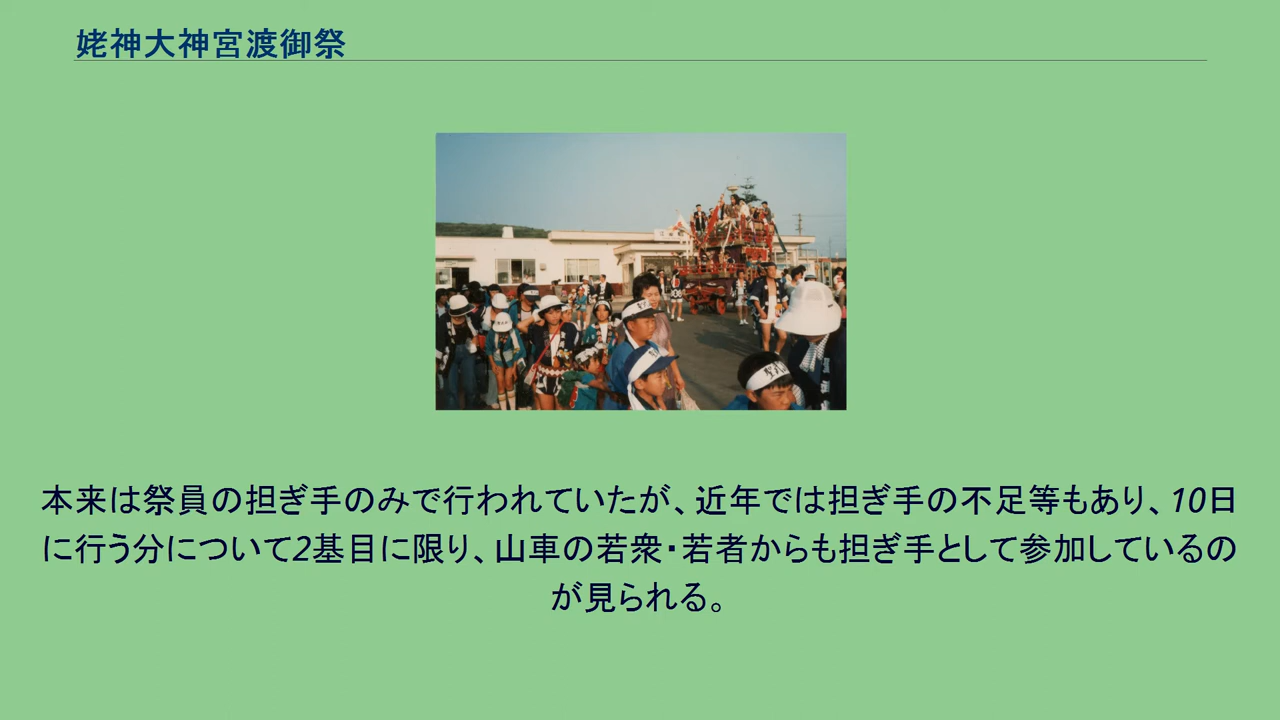 姥神大神宮渡御祭
本来は祭員の担ぎ手のみで行われていたが、近年では担ぎ手の不足等もあり、10日
に行う分について2基目に限り、山車の若衆・若者からも担ぎ手として参加しているの
が見られる。